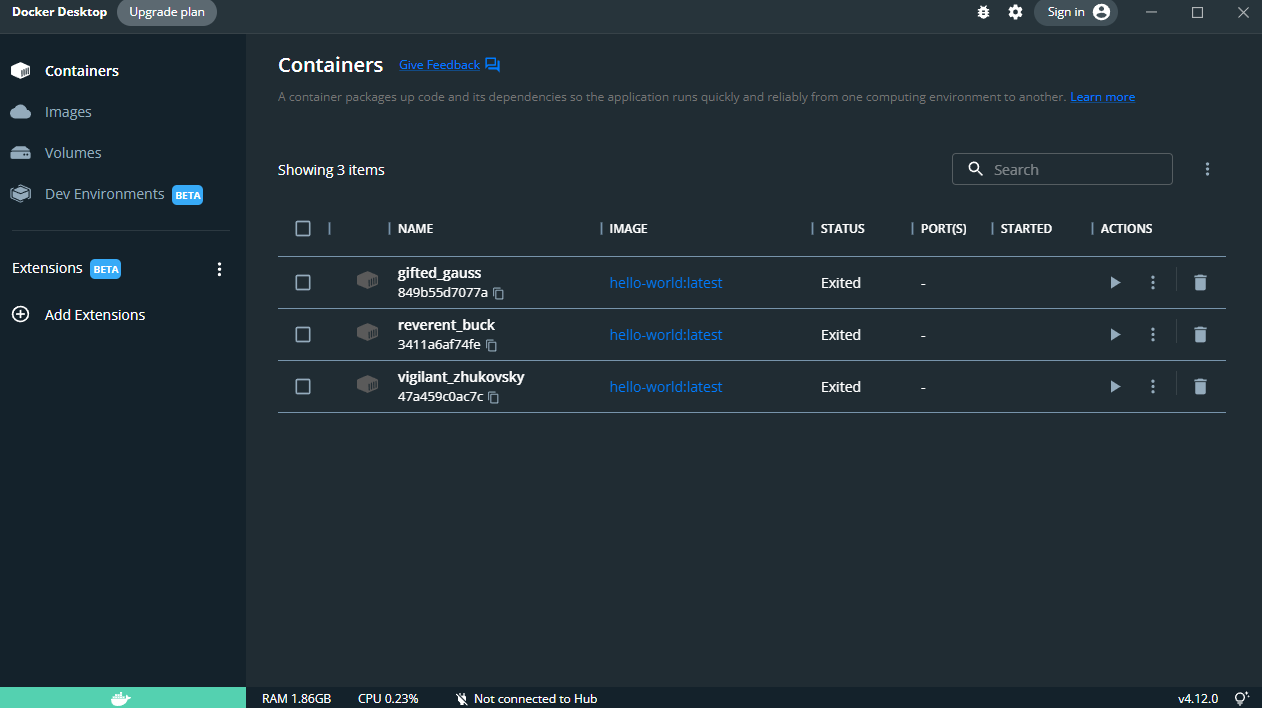 Docker Desktop Upgrade plan Sign in
Containers
Images
Volumes
Dev Environments BETA
Extensions BETA
Add Extensions
Containers Give Feedback
A container packages up code and its dependencies so the application runs quickly and reliably from one computing environment to another. Learn more
Showing 3 items Search
NAME IMAGE STATUS PORT(S) STARTED ACTIONS
gifted_gauss hello-world:latest Exited -
849b55d7077a
reverent_buck hello-world:latest Exited -
3411a6af74fe
vigilant_zhukovsky hello-world:latest Exited -
47a459c0ac7c
RAM 1.86GB CPU 0.23% Not connected to Hub v4.12.0